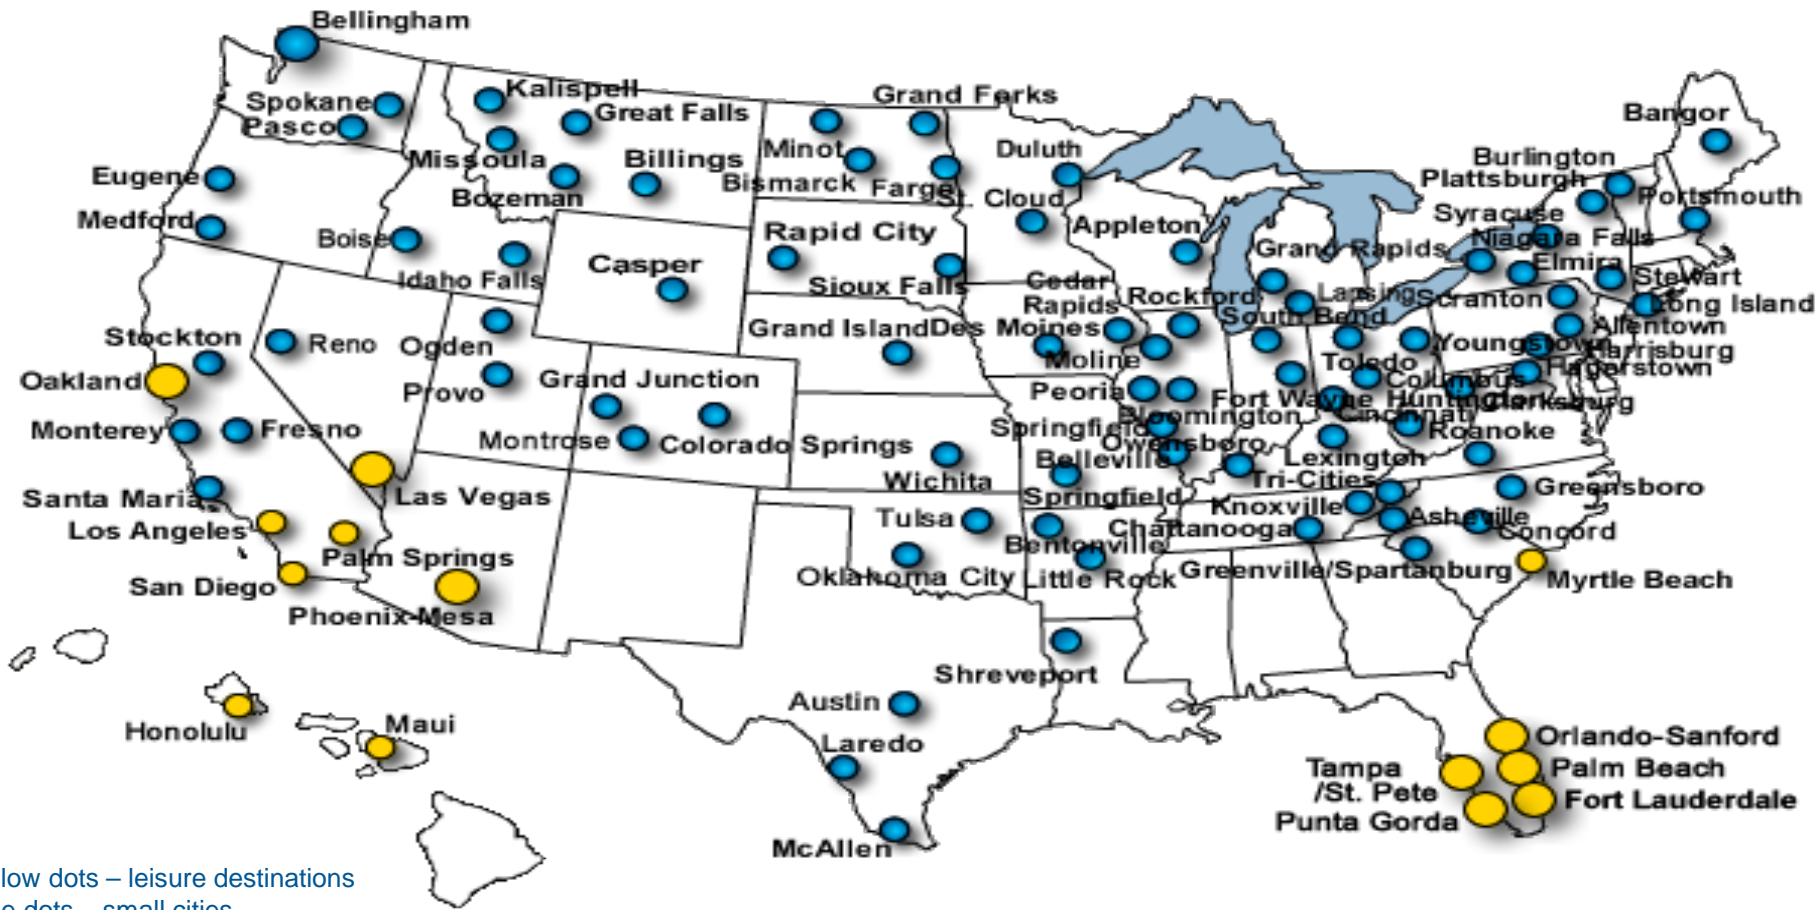 Bellingham
Spokane
Kalispell
Great Falls
Grand Forks
Bangor
Pasco
Missoula
Billings
Minot
Duluth
Burlington
Eugene
Bozeman
Bismarck
Fargo
St. Cloud
Plattsburgh
Portsmouth
Medford
Boise
Rapid City
Appleton
Syracuse
Idaho Falls
Casper
Sioux Falls
Grand Rapids
Niagara Falls
Elmira
Stewart
Cedar
Rapids
Rockford
Lansing
Scranton
Long Island
Stockton
Reno
Ogden
Grand Island
Des Moines
South Bend
Allentown
Oakland
Provo
Grand Junction
Moline
Toledo
Youngstown
Harrisburg
Hagerstown
Monterey
Fresno
Montrose
Colorado Springs
Peoria
Bloomington
Fort Wayne
Columbus
Huntington
Clarksburg
Springfield
Owensboro
Cincinnati
Roanoke
Santa Maria
Las Vegas
Wichita
Belleville
Lexington
Springfield
Tri-Cities
Greensboro
Los Angeles
Palm Springs
Tulsa
Bentonville
Chattanooga
Knoxville
Asheville
Concord
San Diego
Phoenix-Mesa
Oklahoma City
Little Rock
Greenville/Spartanburg
Myrtle Beach
Shreveport
Honolulu
Maui
Austin
Laredo
McAllen
Orlando-Sanford
Tampa
/St. Pete
Palm Beach
Fort Lauderdale
Punta Gorda
low dots – leisure destinations
e dots – small cities